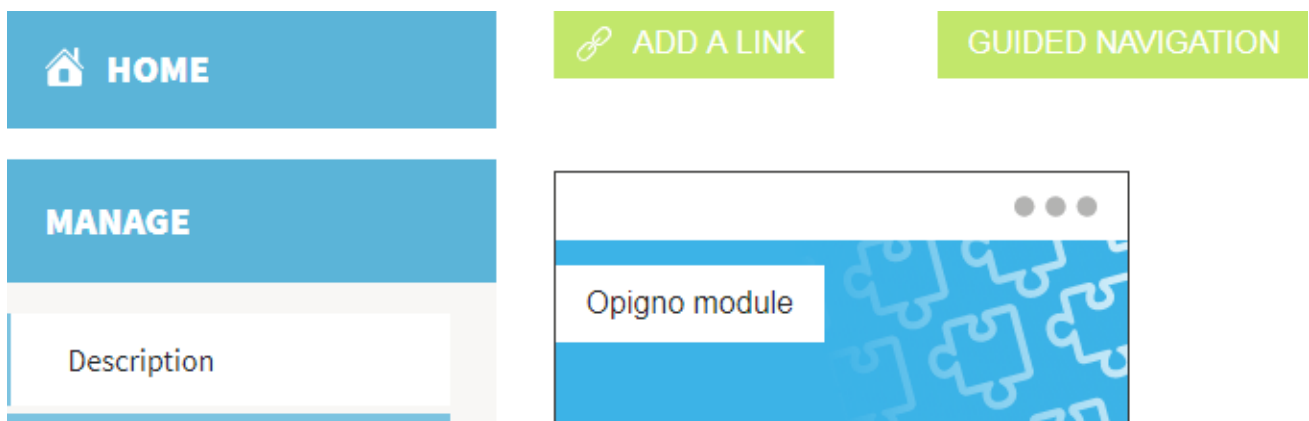 HOME
MANAGE
Description
ADD A LINK
GUIDED NAVIGATION
Opigno module